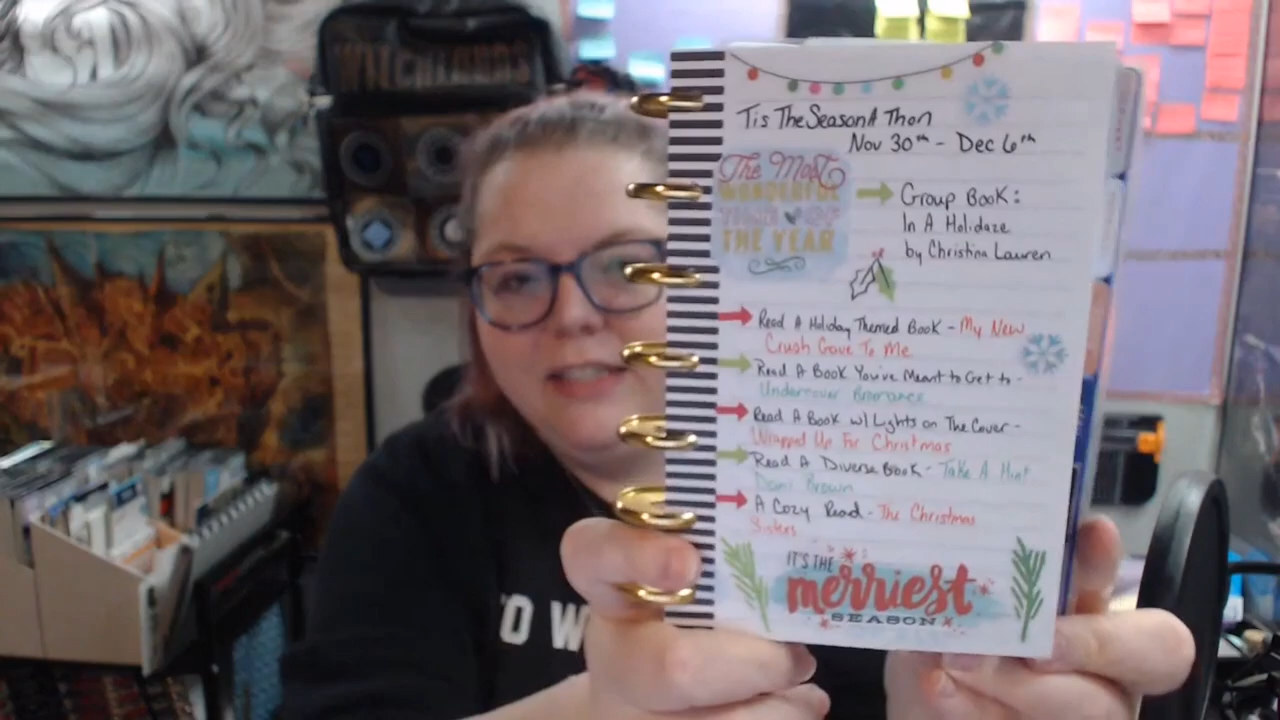 WITCHLANDS
Tis The Season A Thon
Nov 30th - Dec 6th
The Most
WONDERFUL
TIME OF
THE YEAR
Group Book:
In A Holidaze
by Christina Lauren
Read A Holiday Themed Book - My New
Crush Gave To Me
Read A Book You've Meant to Get to -
Undercover Bromance
Read A Book w/ Lights on The Cover -
Wrapped Up For Christmas
Read A Diverse Book - Take A Hint
Dani Brown
A Cozy Read - The Christmas
Sisters
IT'S THE
merriest
SEASON
O W